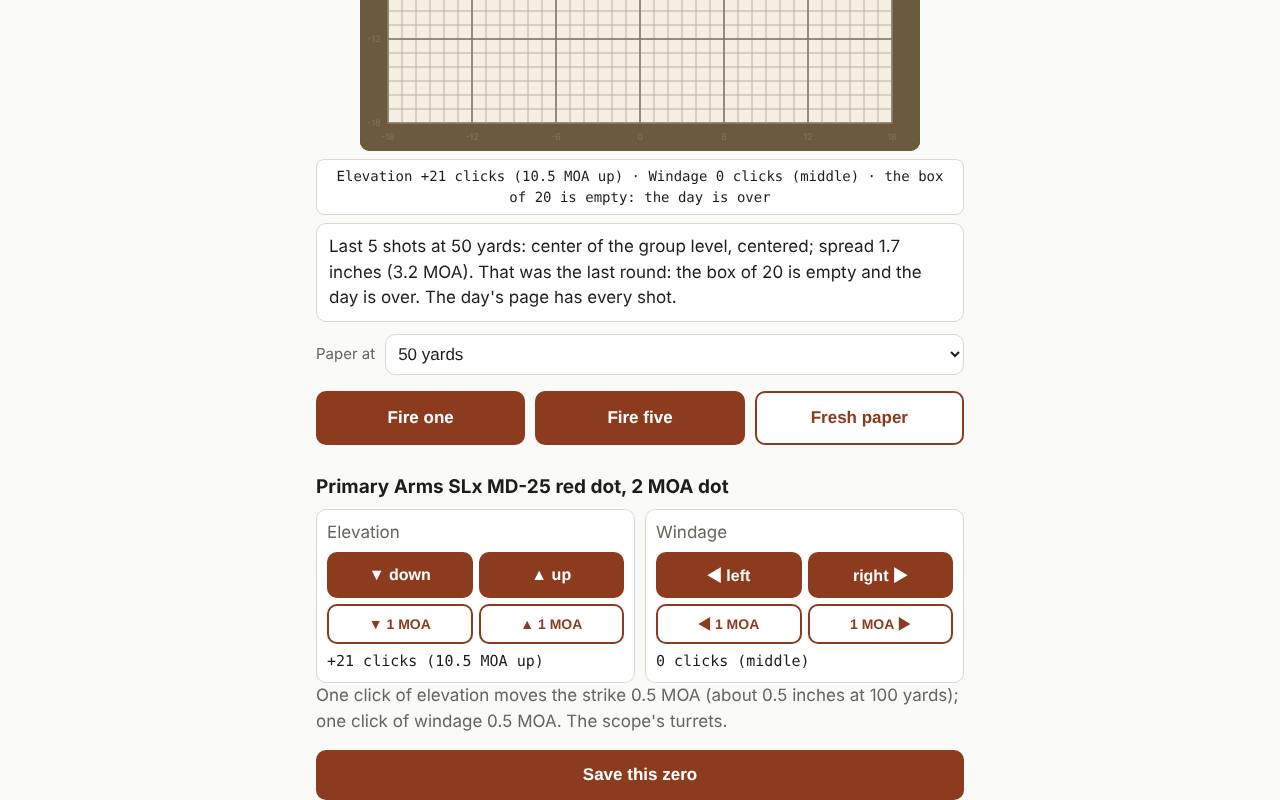 -12
-18
-18 -12 -6 0 6 12 18
Elevation +21 clicks (10.5 MOA up) · Windage 0 clicks (middle) · the box
of 20 is empty: the day is over
Last 5 shots at 50 yards: center of the group level, centered; spread 1.7
inches (3.2 MOA). That was the last round: the box of 20 is empty and the
day is over. The day's page has every shot.
Paper at 50 yards
Fire one Fire five Fresh paper
Primary Arms SLx MD-25 red dot, 2 MOA dot
Elevation Windage
▼ down ▲ up ◀ left right ▶
▼ 1 MOA ▲ 1 MOA ◀ 1 MOA 1 MOA ▶
+21 clicks (10.5 MOA up) 0 clicks (middle)
One click of elevation moves the strike 0.5 MOA (about 0.5 inches at 100 yards);
one click of windage 0.5 MOA. The scope's turrets.
Save this zero